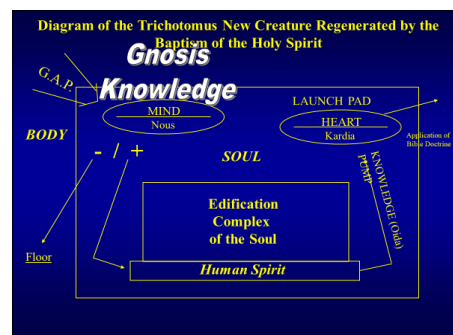 Diagram of the Trichotomus New Creature Regenerated by the
Baptism of the Holy Spirit
Gnosis
Knowledge
G.A.P.
MIND
Nous
LAUNCH PAD
HEART
Kardia
BODY
Application of
Bible Doctrine
- / +
SOUL
KNOWLEDGE (Oida)
PUMP
Edification
Complex
of the Soul
Floor
Human Spirit